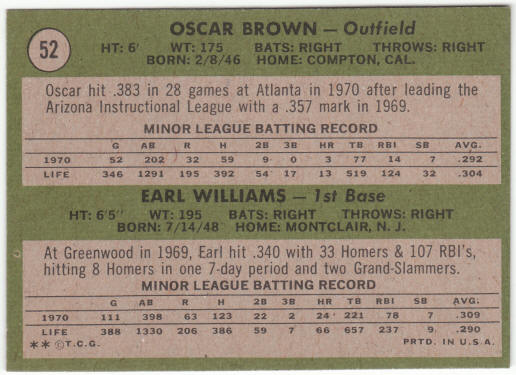 52
OSCAR BROWN — Outfield
HT: 6' WT: 175 BATS: RIGHT THROWS: RIGHT
BORN: 2/8/46 HOME: COMPTON, CAL.
Oscar hit .383 in 28 games at Atlanta in 1970 after leading the
Arizona Instructional League with a .357 mark in 1969.
MINOR LEAGUE BATTING RECORD
G AB R H 2B 3B HR TB RBI SB AVG.
1970 52 202 32 59 9 0 3 77 14 7 .292
LIFE 346 1291 215 392 54 17 13 519 124 32 .304
EARL WILLIAMS — 1st Base
HT: 6'5" WT: 195 BATS: RIGHT THROWS: RIGHT
BORN: 7/14/48 HOME: MONTCLAIR, N. J.
At Greenwood in 1969, Earl hit .340 with 33 Homers & 107 RBI's,
hitting 8 Homers in one 7-day period and two Grand-Slammers.
MINOR LEAGUE BATTING RECORD
G AB R H 2B 3B HR TB RBI SB AVG.
1970 111 398 63 123 22 2 24 221 78 7 .309
LIFE 388 1330 206 386 59 7 66 657 237 9 .290
** © T.C.G. PRTD. IN U.S.A.